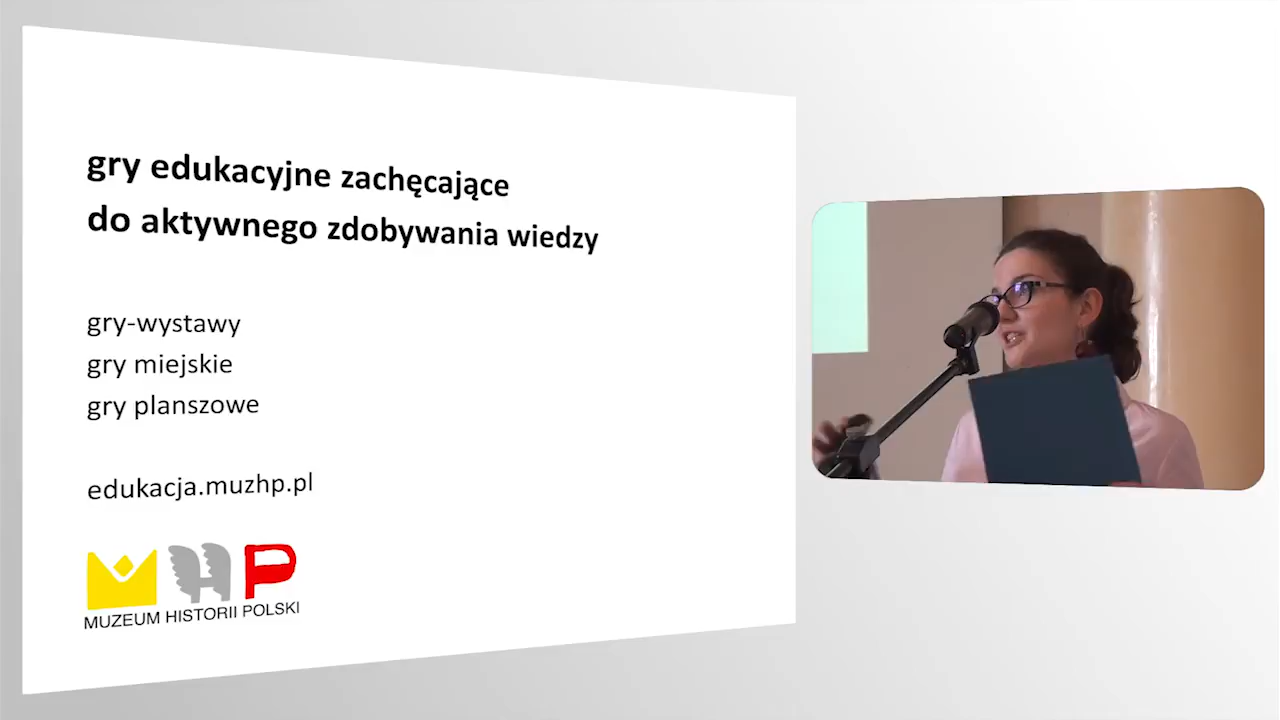 gry edukacyjne zachęcające
do aktywnego zdobywania wiedzy
gry-wystawy
gry miejskie
gry planszowe
edukacja.muzhp.pl
MHP
MUZEUM HISTORII POLSKI